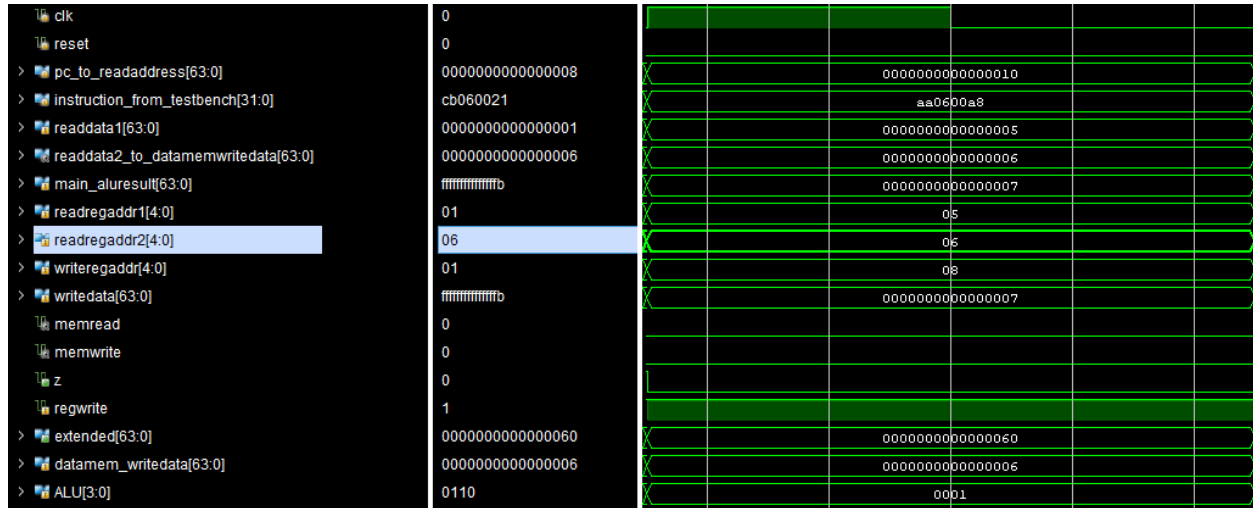 clk 0
reset 0
pc_to_readaddress[63:0] 0000000000000008 0000000000000010
instruction_from_testbench[31:0] cb060021 aa0600a8
readdata1[63:0] 0000000000000001 0000000000000005
readdata2_to_datamemwritedata[63:0] 0000000000000006 0000000000000006
main_aluresult[63:0] fffffffffffffffb 0000000000000007
readregaddr1[4:0] 01 05
readregaddr2[4:0] 06 06
writeregaddr[4:0] 01 08
writedata[63:0] fffffffffffffffb 0000000000000007
memread 0
memwrite 0
z 0
regwrite 1
extended[63:0] 0000000000000060 0000000000000060
datamem_writedata[63:0] 0000000000000006 0000000000000006
ALU[3:0] 0110 0001